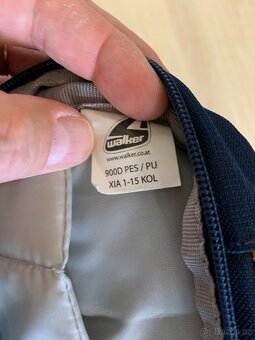 walker
www.walker.co.at
900D PES / PU
XIA 1-15 KOL